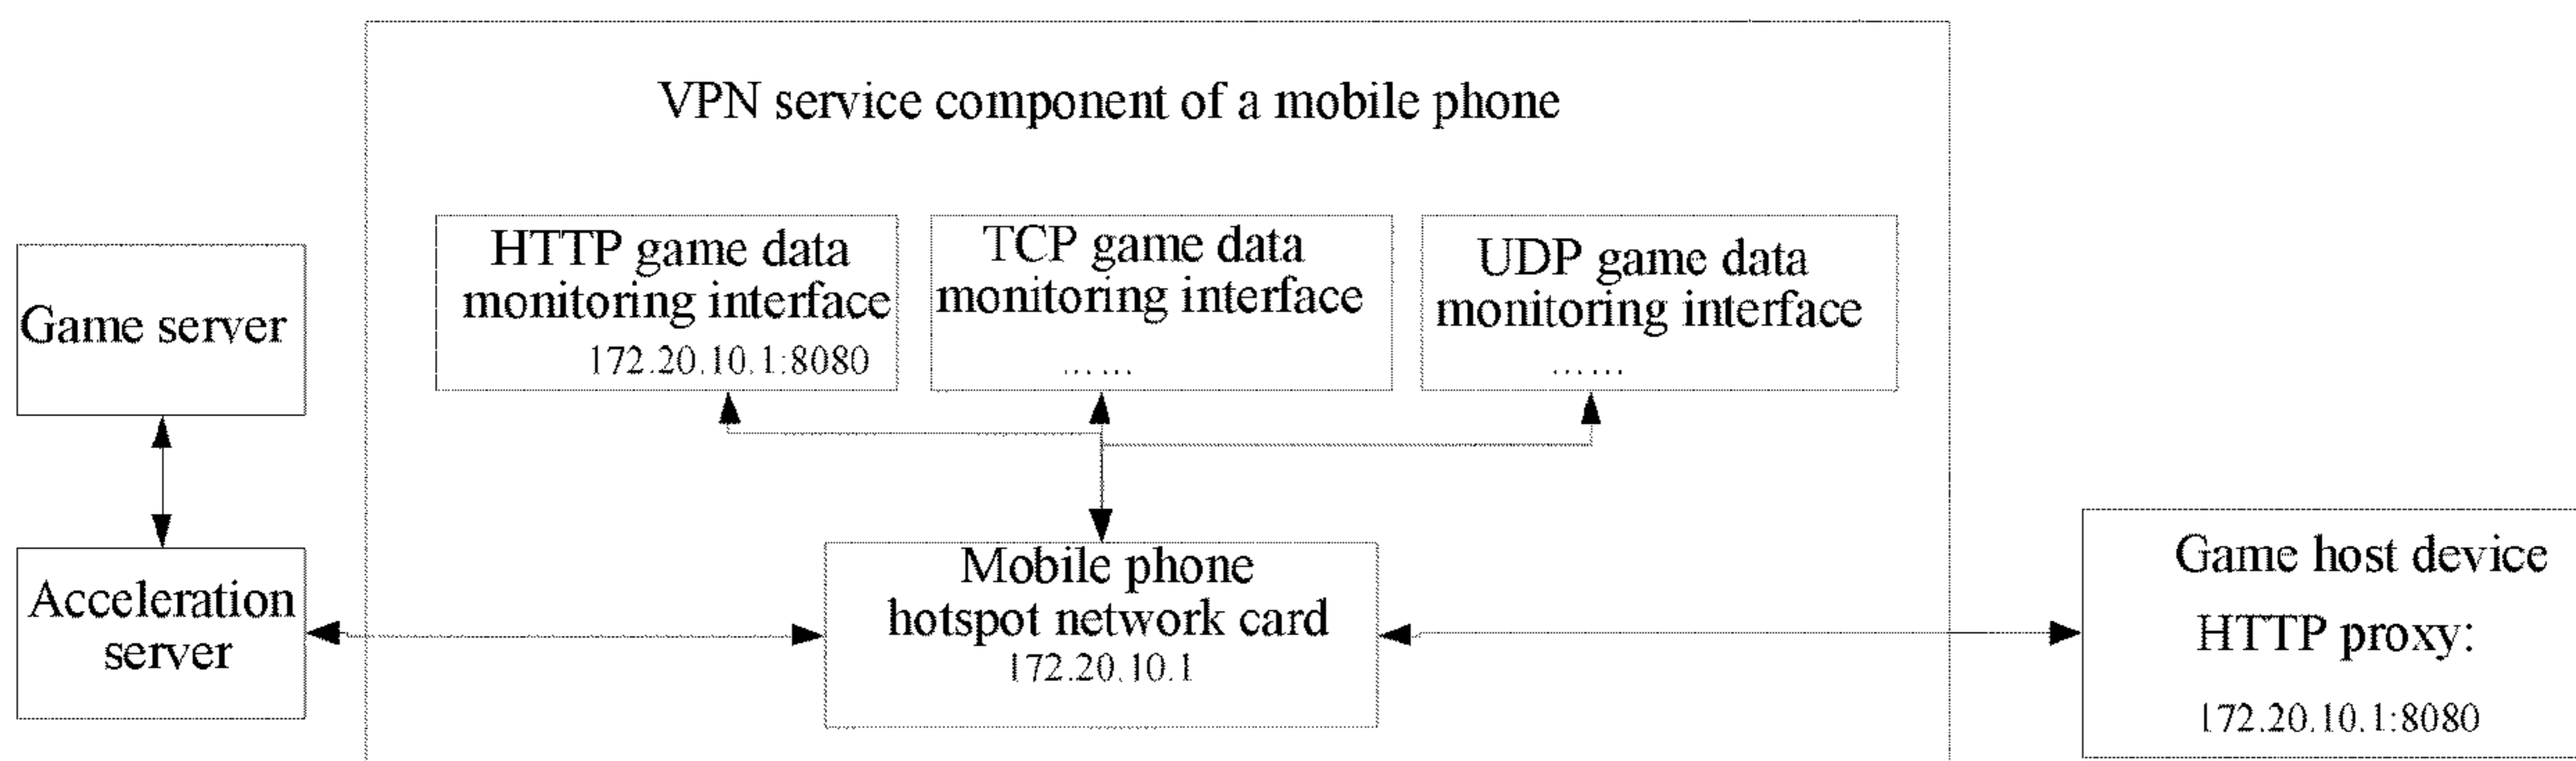 VPN service component of a mobile phone
Game server
HTTP game data
monitoring interface
172.20.10.1:8080
TCP game data
monitoring interface
......
UDP game data
monitoring interface
......
Acceleration
server
Mobile phone
hotspot network card
172.20.10.1
Game host device
HTTP proxy:
172.20.10.1:8080